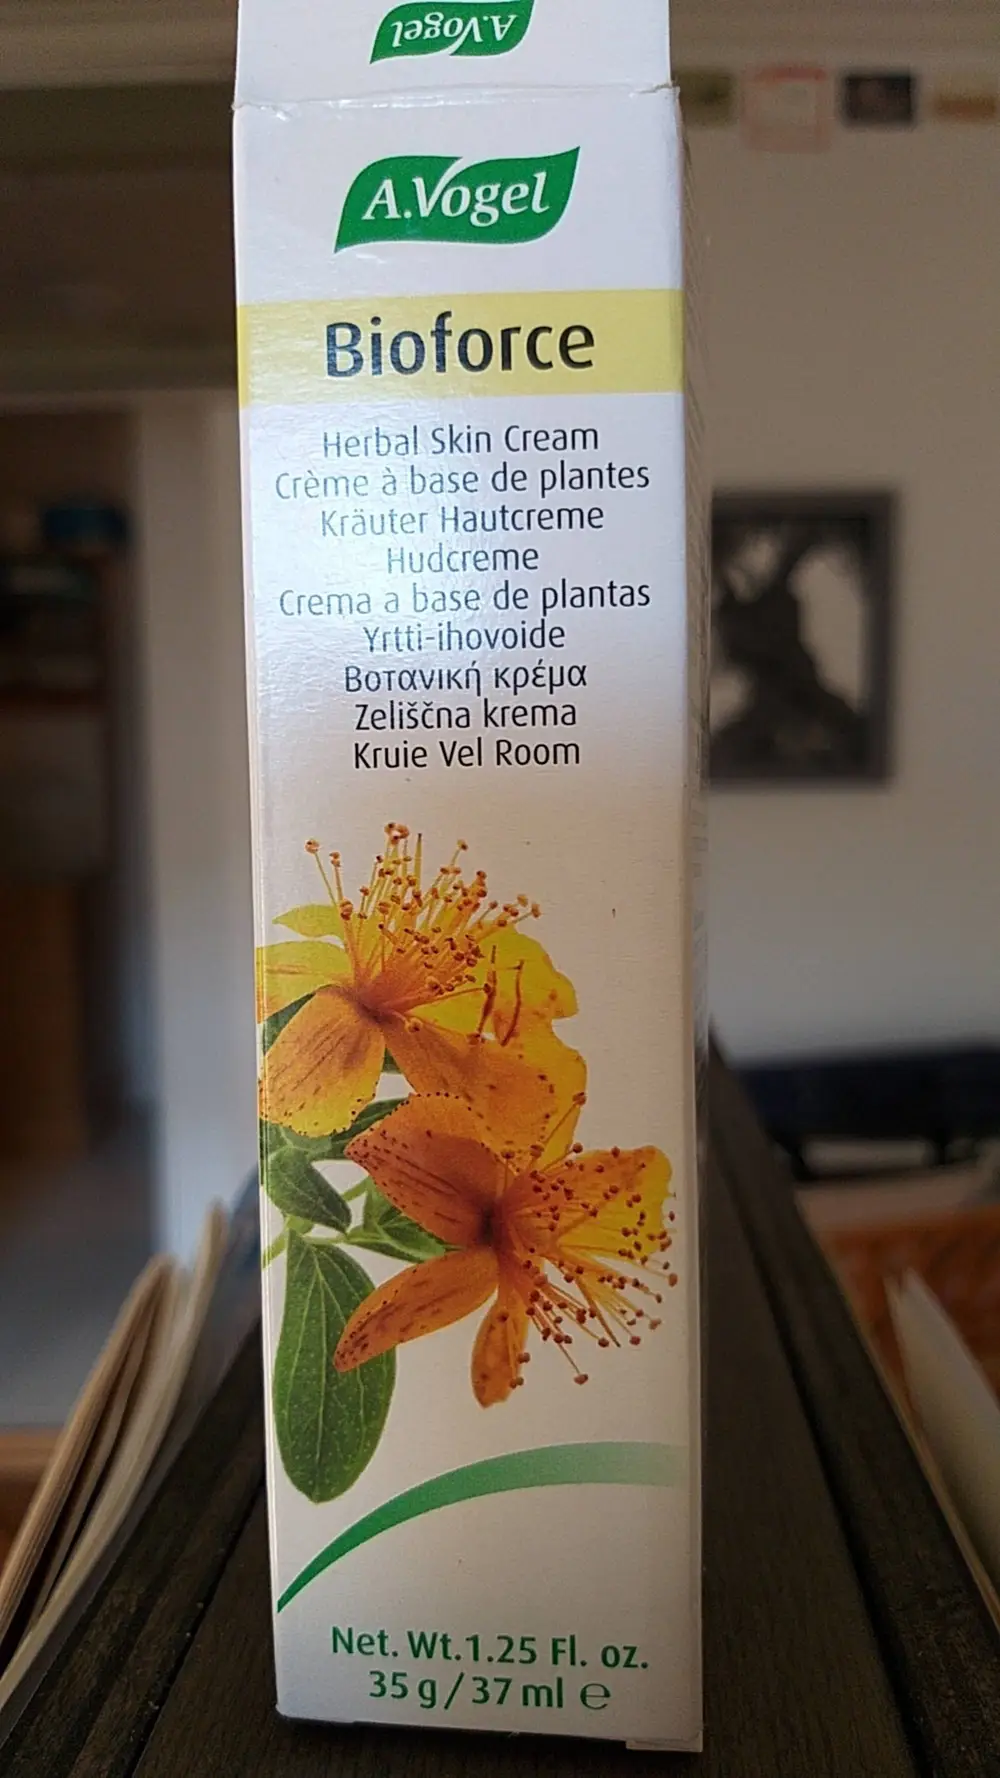 A.Vogel
A.Vogel
Bioforce
Herbal Skin Cream
Crème à base de plantes
Kräuter Hautcreme
Hudcreme
Crema a base de plantas
Yrtti-ihovoide
Βοτανική κρέμα
Zeliščna krema
Kruie Vel Room
Net. Wt.1.25 Fl. oz.
35 g / 37 ml ℮